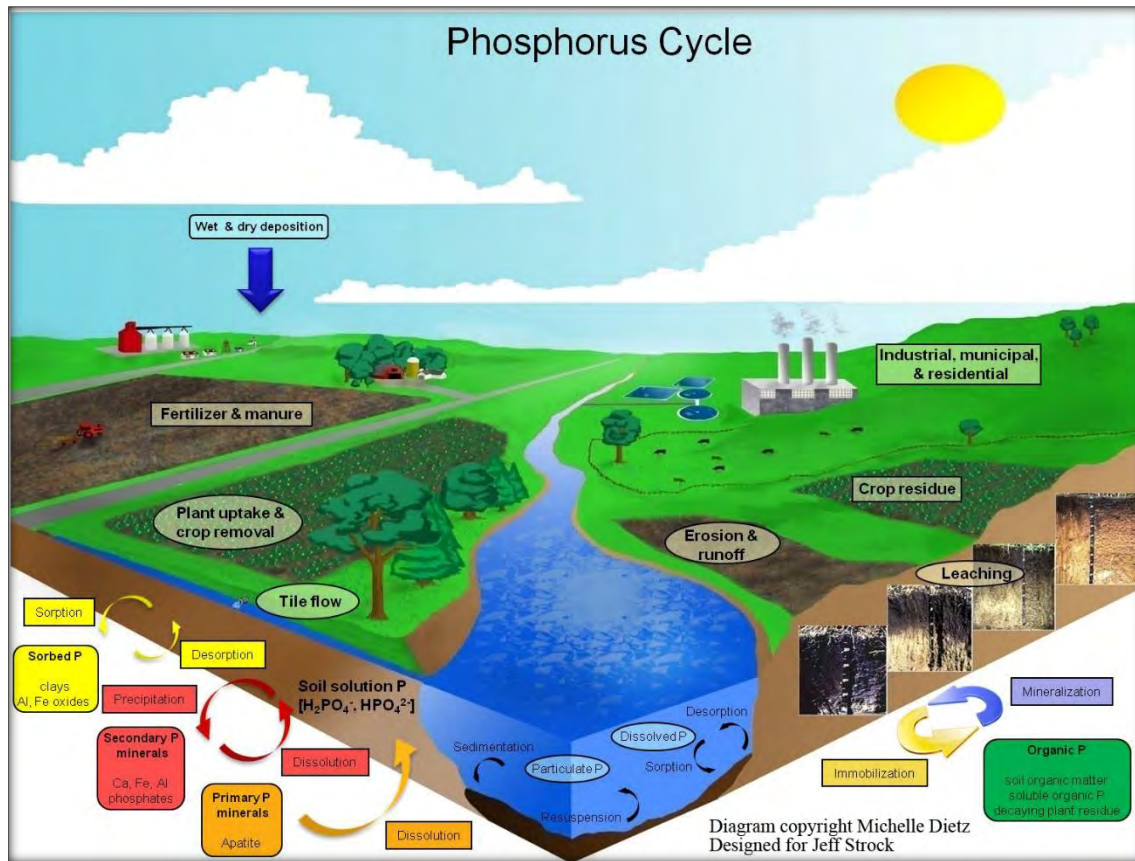 Phosphorus Cycle
Wet & dry deposition
Industrial, municipal,
& residential
Fertilizer & manure
Crop residue
Plant uptake &
crop removal
Erosion &
runoff
Leaching
Tile flow
Sorption
Desorption
Sorbed P
clays
Al, Fe oxides
Precipitation
Soil solution P
[H₂PO₄⁻, HPO₄²⁻]
Secondary P
minerals
Ca, Fe, Al
phosphates
Dissolution
Primary P
minerals
Apatite
Dissolution
Sedimentation
Particulate P
Resuspension
Dissolved P
Desorption
Sorption
Mineralization
Immobilization
Organic P
soil organic matter
soluble organic P
decaying plant residue
Diagram copyright Michelle Dietz
Designed for Jeff Strock